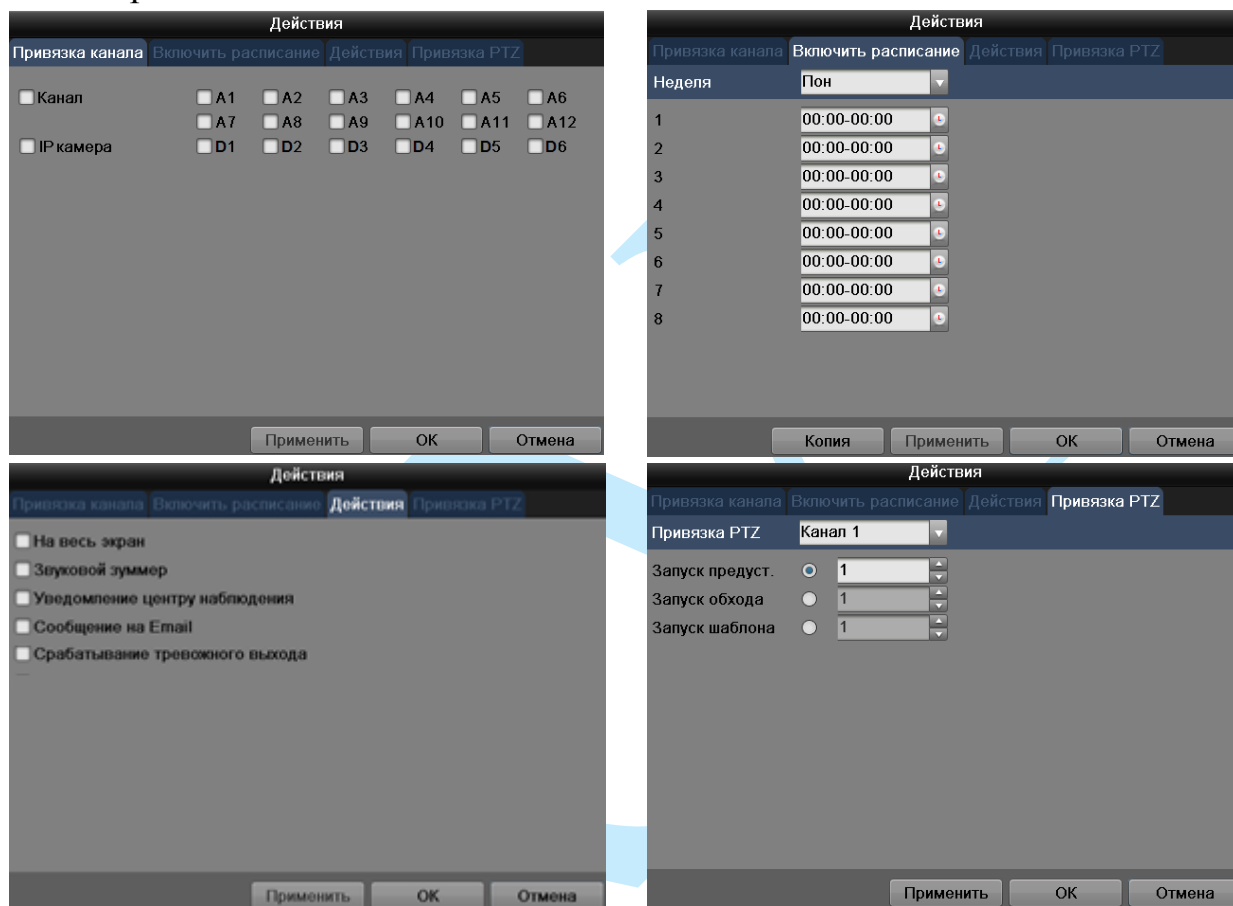 Действия
Привязка канала Включить расписание Действия Привязка PTZ
Канал A1 A2 A3 A4 A5 A6
A7 A8 A9 A10 A11 A12
IP камера D1 D2 D3 D4 D5 D6
Применить OK Отмена
Действия
Привязка канала Включить расписание Действия Привязка PTZ
Неделя Пон
1 00:00-00:00
2 00:00-00:00
3 00:00-00:00
4 00:00-00:00
5 00:00-00:00
6 00:00-00:00
7 00:00-00:00
8 00:00-00:00
Копия Применить OK Отмена
Действия
Привязка канала Включить расписание Действия Привязка PTZ
На весь экран
Звуковой зуммер
Уведомление центру наблюдения
Сообщение на Email
Срабатывание тревожного выхода
Применить OK Отмена
Действия
Привязка канала Включить расписание Действия Привязка PTZ
Привязка PTZ Канал 1
Запуск предуст. 1
Запуск обхода 1
Запуск шаблона 1
Применить OK Отмена